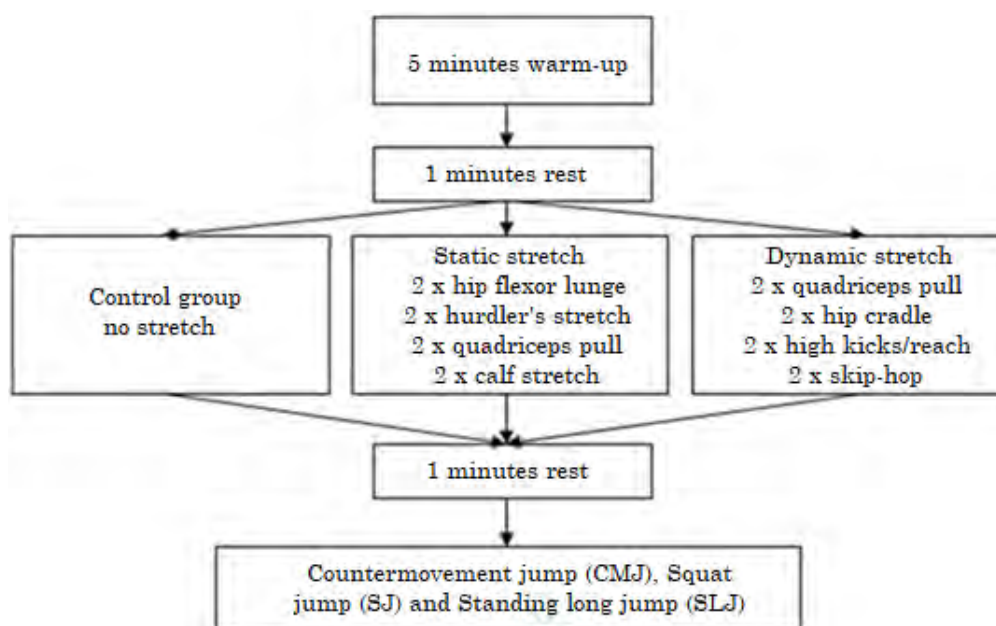 5 minutes warm-up
1 minutes rest
Control group
no stretch
Static stretch
2 x hip flexor lunge
2 x hurdler's stretch
2 x quadriceps pull
2 x calf stretch
Dynamic stretch
2 x quadriceps pull
2 x hip cradle
2 x high kicks/reach
2 x skip-hop
1 minutes rest
Countermovement jump (CMJ), Squat
jump (SJ) and Standing long jump (SLJ)